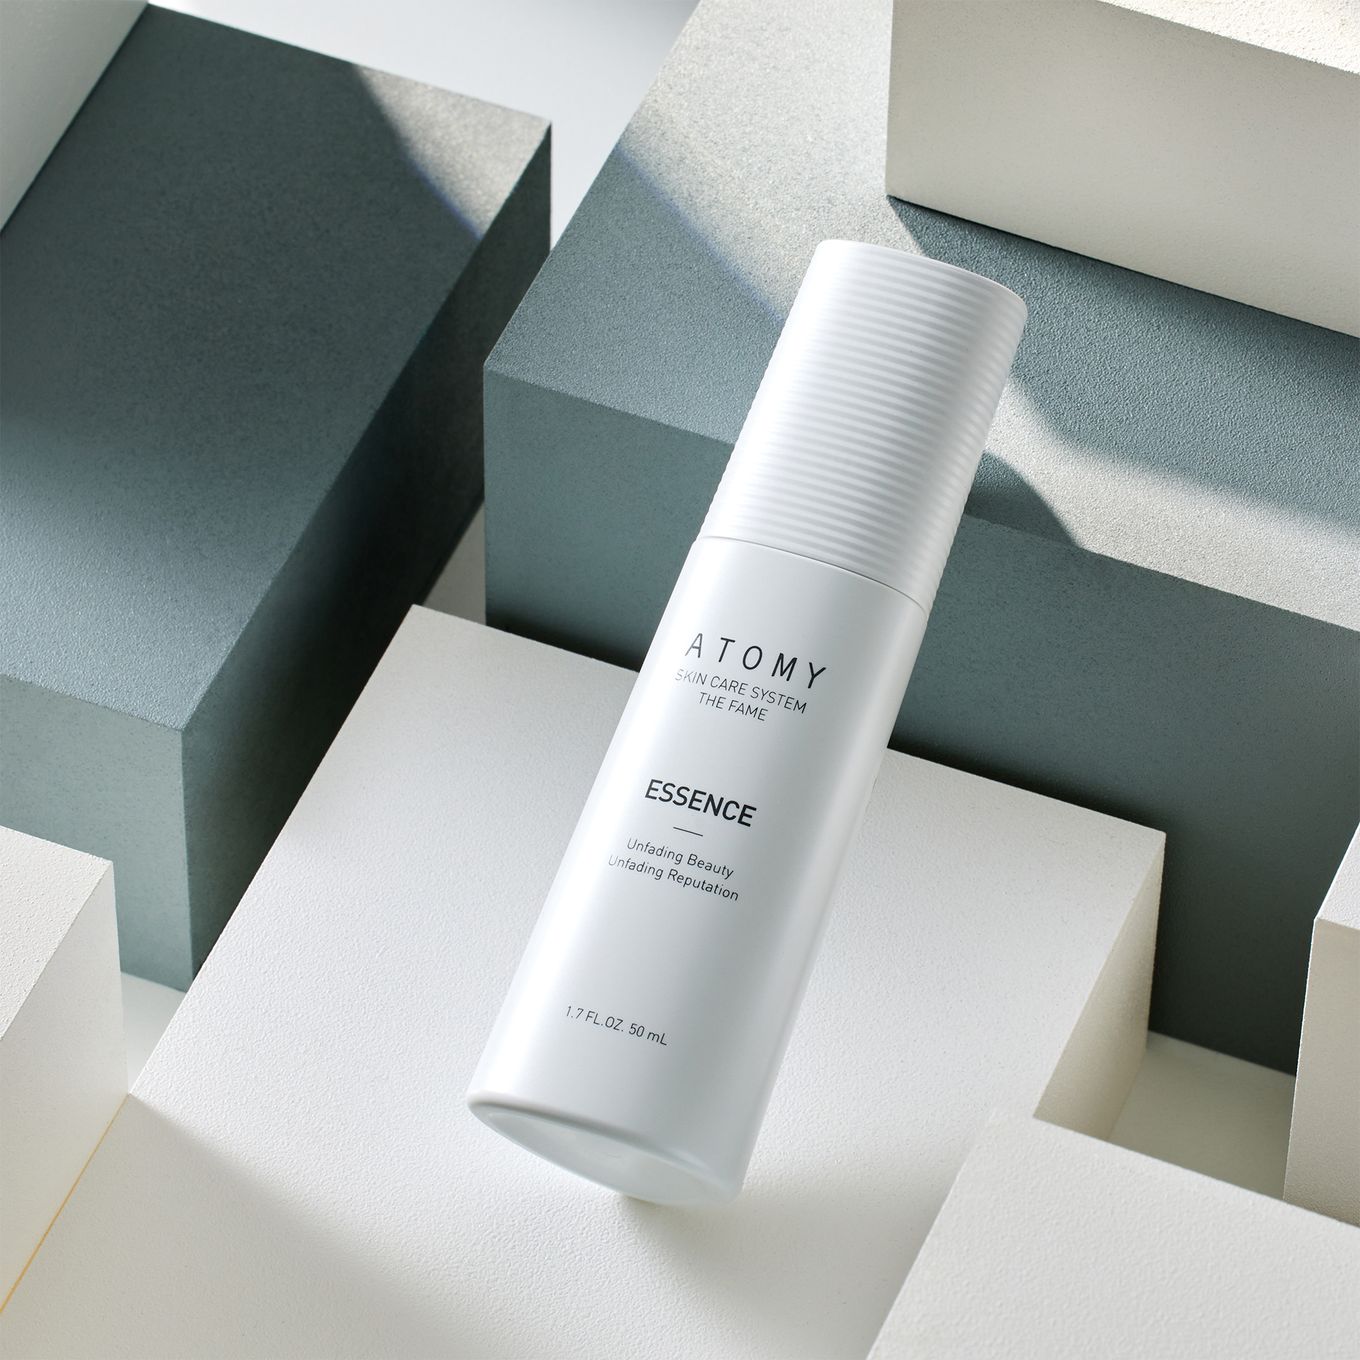 ATOMY
SKIN CARE SYSTEM
THE FAME
ESSENCE
Unfading Beauty
Unfading Reputation
1.7 FL.OZ. 50 mL